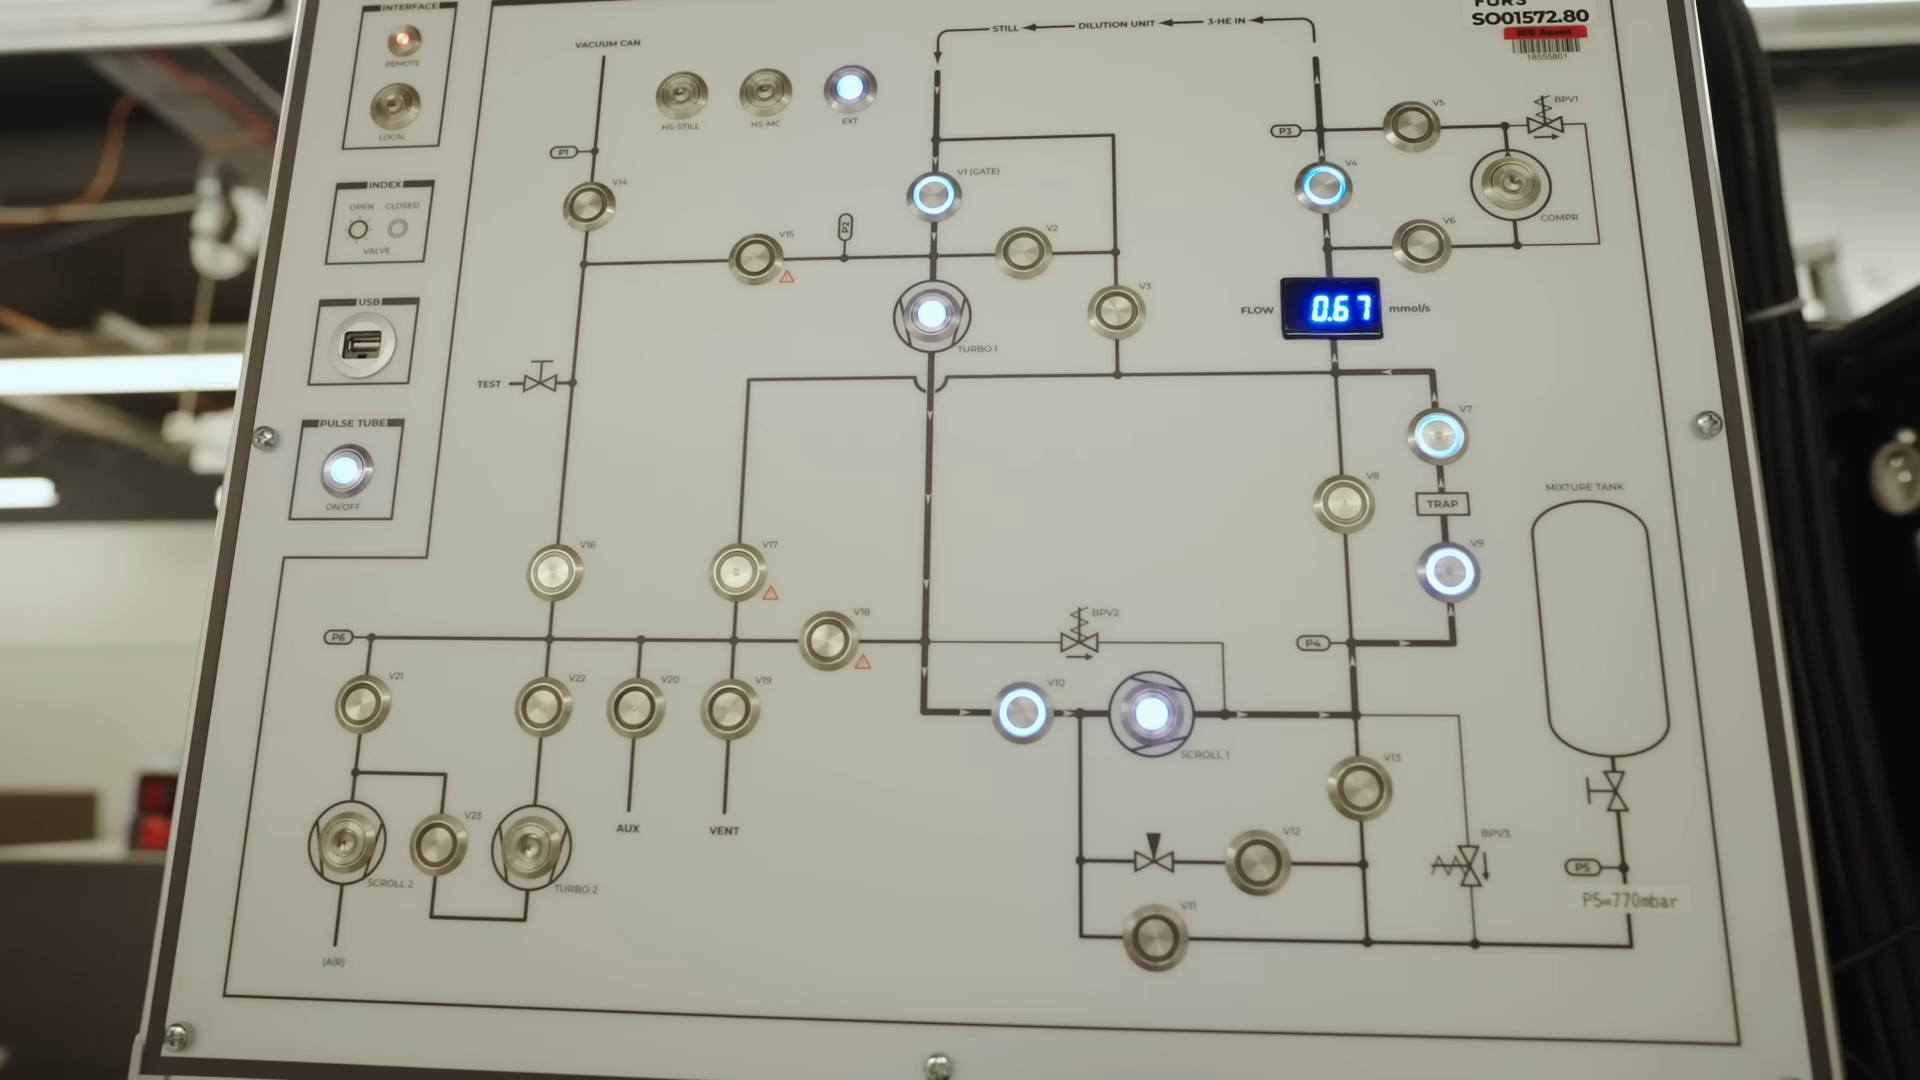 INTERFACE
REMOTE
LOCAL
INDEX
OPEN CLOSED
VALVE
USB
PULSE TUBE
ON/OFF
VACUUM CAN
HS-STILL
HS-MC
EXT
STILL
DILUTION UNIT
3-HE IN
SO01572.80
18555801
P1
V14
V15
P2
V1 (GATE)
V2
V3
TURBO 1
TEST
P3
V4
V5
BPV1
COMPR.
V6
FLOW
0.67
mmol/s
V7
TRAP
V8
V9
MIXTURE TANK
V16
V17
V18
P6
BPV2
P4
V21
V22
V20
V19
V10
SCROLL 1
V13
V23
AUX
VENT
SCROLL 2
TURBO 2
(AIR)
V12
V11
BPV3
P5
P5=770mbar